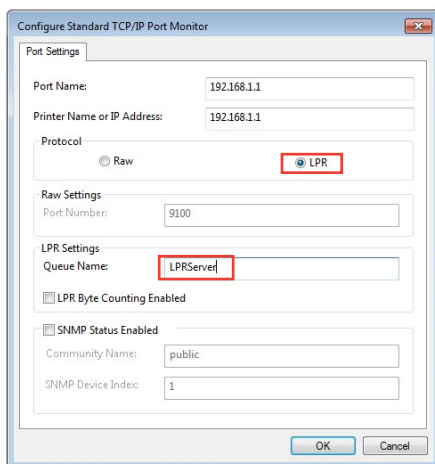 Configure Standard TCP/IP Port Monitor
Port Settings
Port Name: 192.168.1.1
Printer Name or IP Address: 192.168.1.1
Protocol
Raw LPR
Raw Settings
Port Number: 9100
LPR Settings
Queue Name: LPRServer
LPR Byte Counting Enabled
SNMP Status Enabled
Community Name: public
SNMP Device Index: 1
OK Cancel